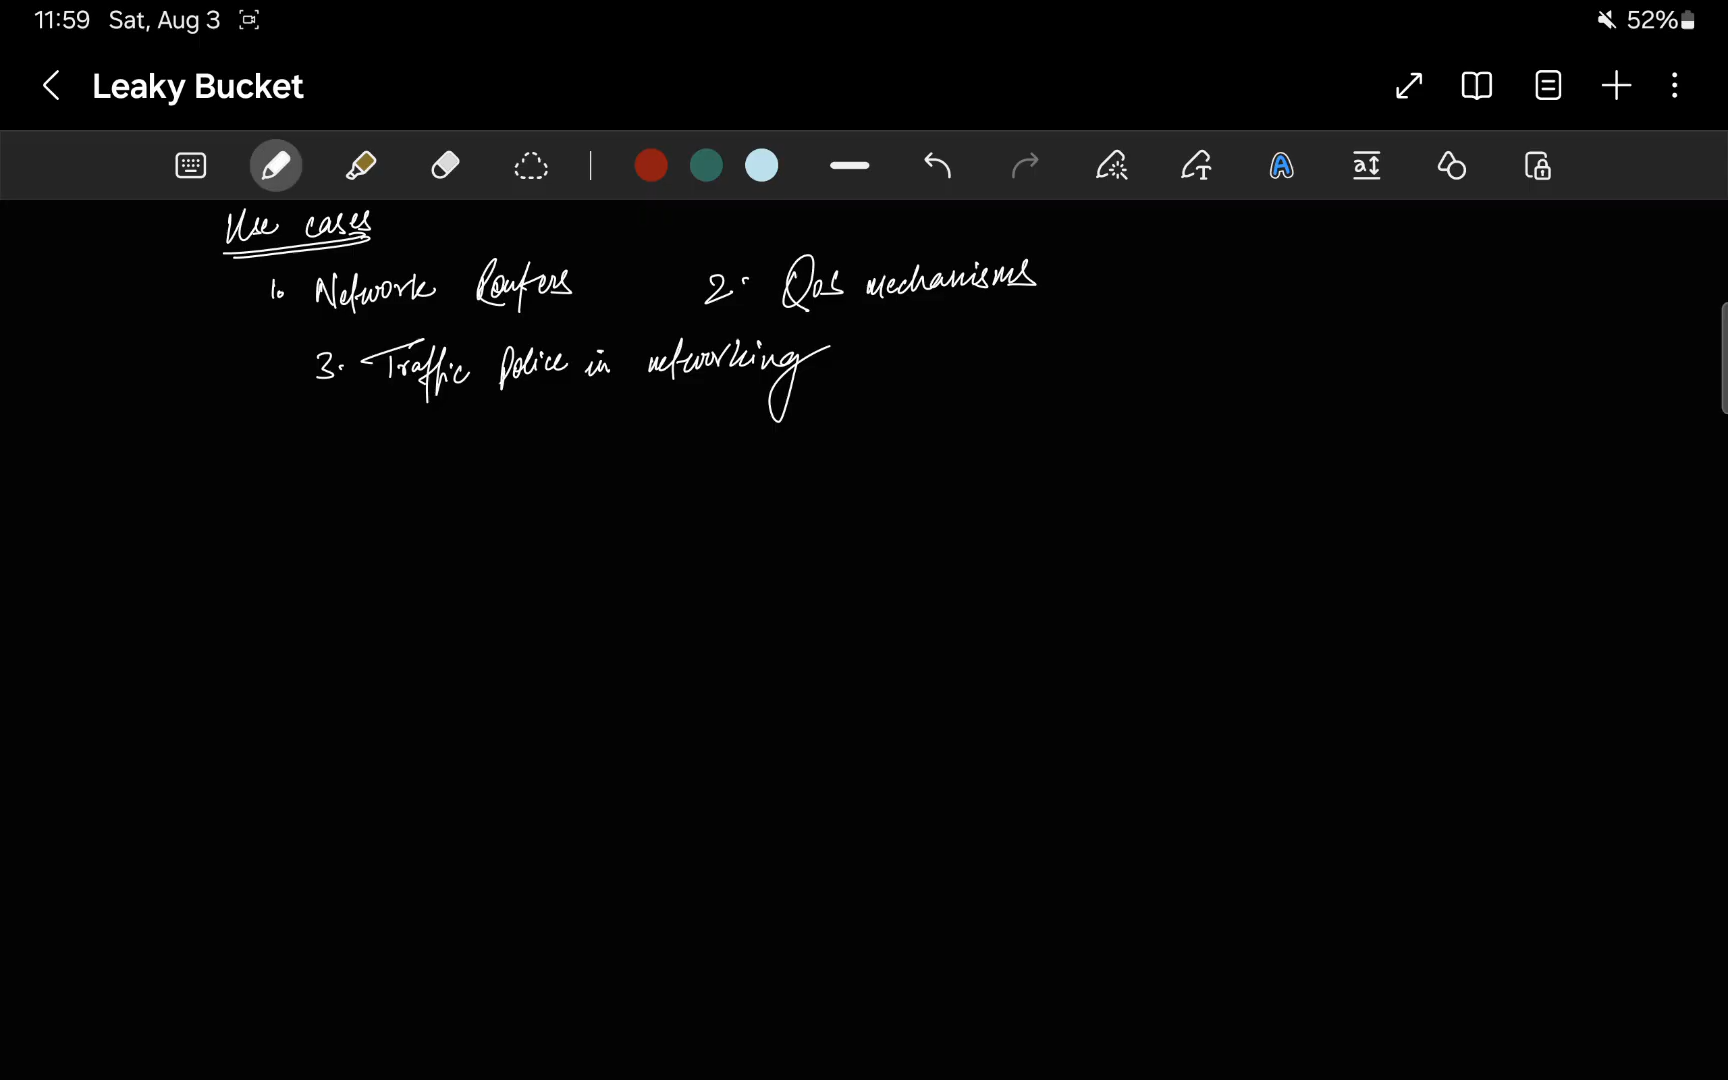 11:59 Sat, Aug 3 52%
Leaky Bucket
Use cases
1. Network Routers 2. QoS mechanisms
3. Traffic Police in networking